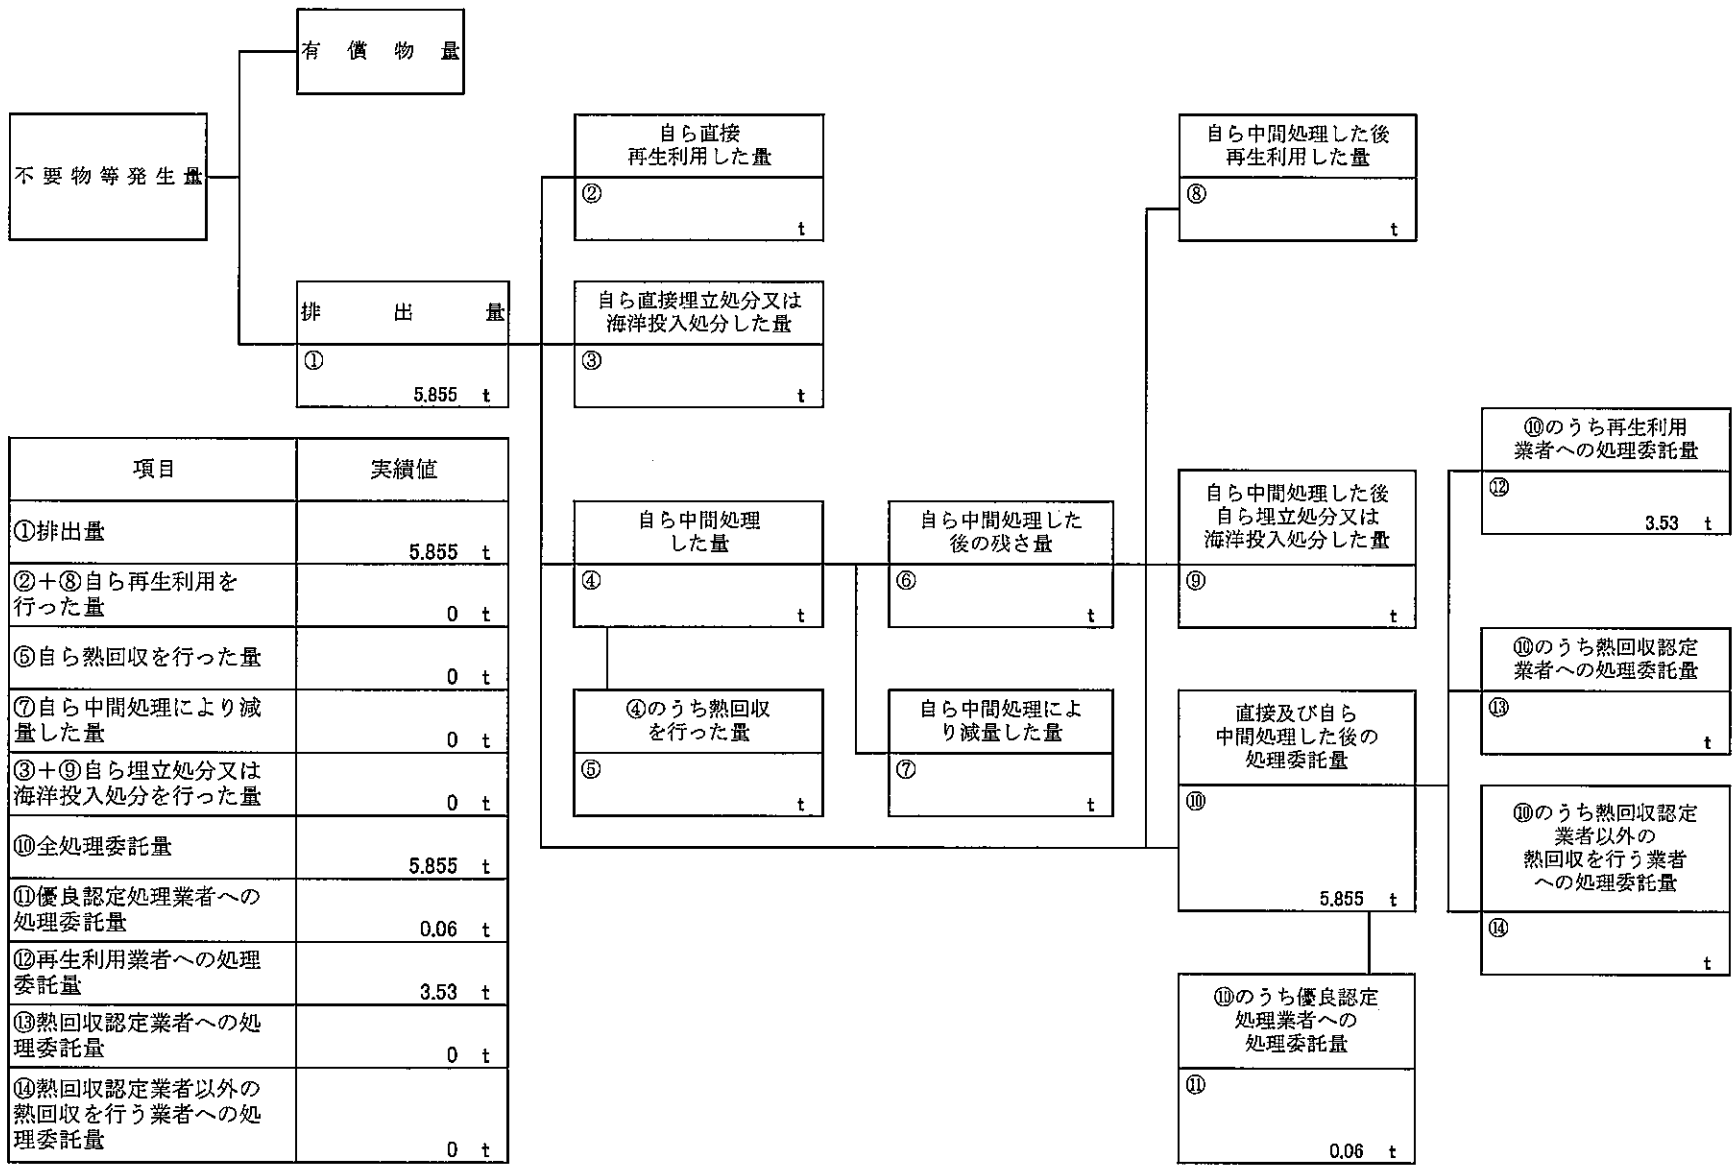 有償物量
不要物等発生量
自ら直接
再生利用した量
②
t
自ら中間処理した後
再生利用した量
⑧
t
排出量
①
5.855 t
自ら直接埋立処分又は
海洋投入処分した量
③
t
項目 実績値
①排出量
5.855 t
②+⑧自ら再生利用を
行った量
0 t
⑤自ら熱回収を行った量
0 t
⑦自ら中間処理により減
量した量
0 t
③+⑨自ら埋立処分又は
海洋投入処分を行った量
0 t
⑩全処理委託量
5.855 t
⑪優良認定処理業者への
処理委託量
0.06 t
⑫再生利用業者への処理
委託量
3.53 t
⑬熱回収認定業者への処
理委託量
0 t
⑭熱回収認定業者以外の
熱回収を行う業者への処
理委託量
0 t
自ら中間処理
した量
④
t
④のうち熱回収
を行った量
⑤
t
自ら中間処理した
後の残さ量
⑥
t
自ら中間処理によ
り減量した量
⑦
t
自ら中間処理した後
自ら埋立処分又は
海洋投入処分した量
⑨
t
直接及び自ら
中間処理した後の
処理委託量
⑩
5.855 t
⑩のうち優良認定
処理業者への
処理委託量
⑪
0.06 t
⑩のうち再生利用
業者への処理委託量
⑫
3.53 t
⑩のうち熱回収認定
業者への処理委託量
⑬
t
⑩のうち熱回収認定
業者以外の
熱回収を行う業者
への処理委託量
⑭
t